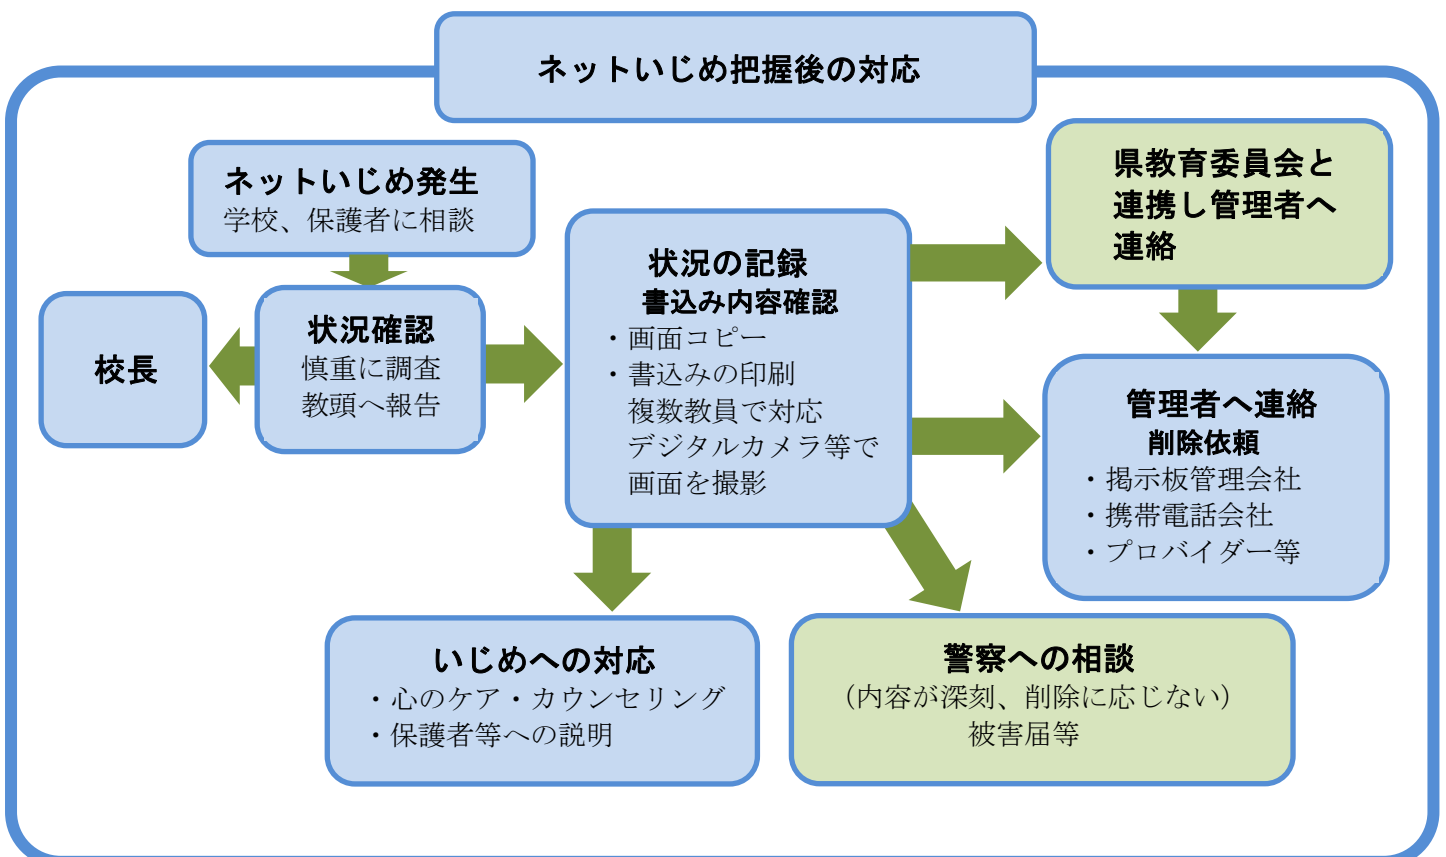 ネットいじめ把握後の対応
ネットいじめ発生
学校、保護者に相談
校長
状況確認
慎重に調査
教頭へ報告
状況の記録
書込み内容確認
・画面コピー
・書込みの印刷
複数教員で対応
デジタルカメラ等で
画面を撮影
県教育委員会と
連携し管理者へ
連絡
管理者へ連絡
削除依頼
・掲示板管理会社
・携帯電話会社
・プロバイダー等
いじめへの対応
・心のケア・カウンセリング
・保護者等への説明
警察への相談
（内容が深刻、削除に応じない）
被害届等